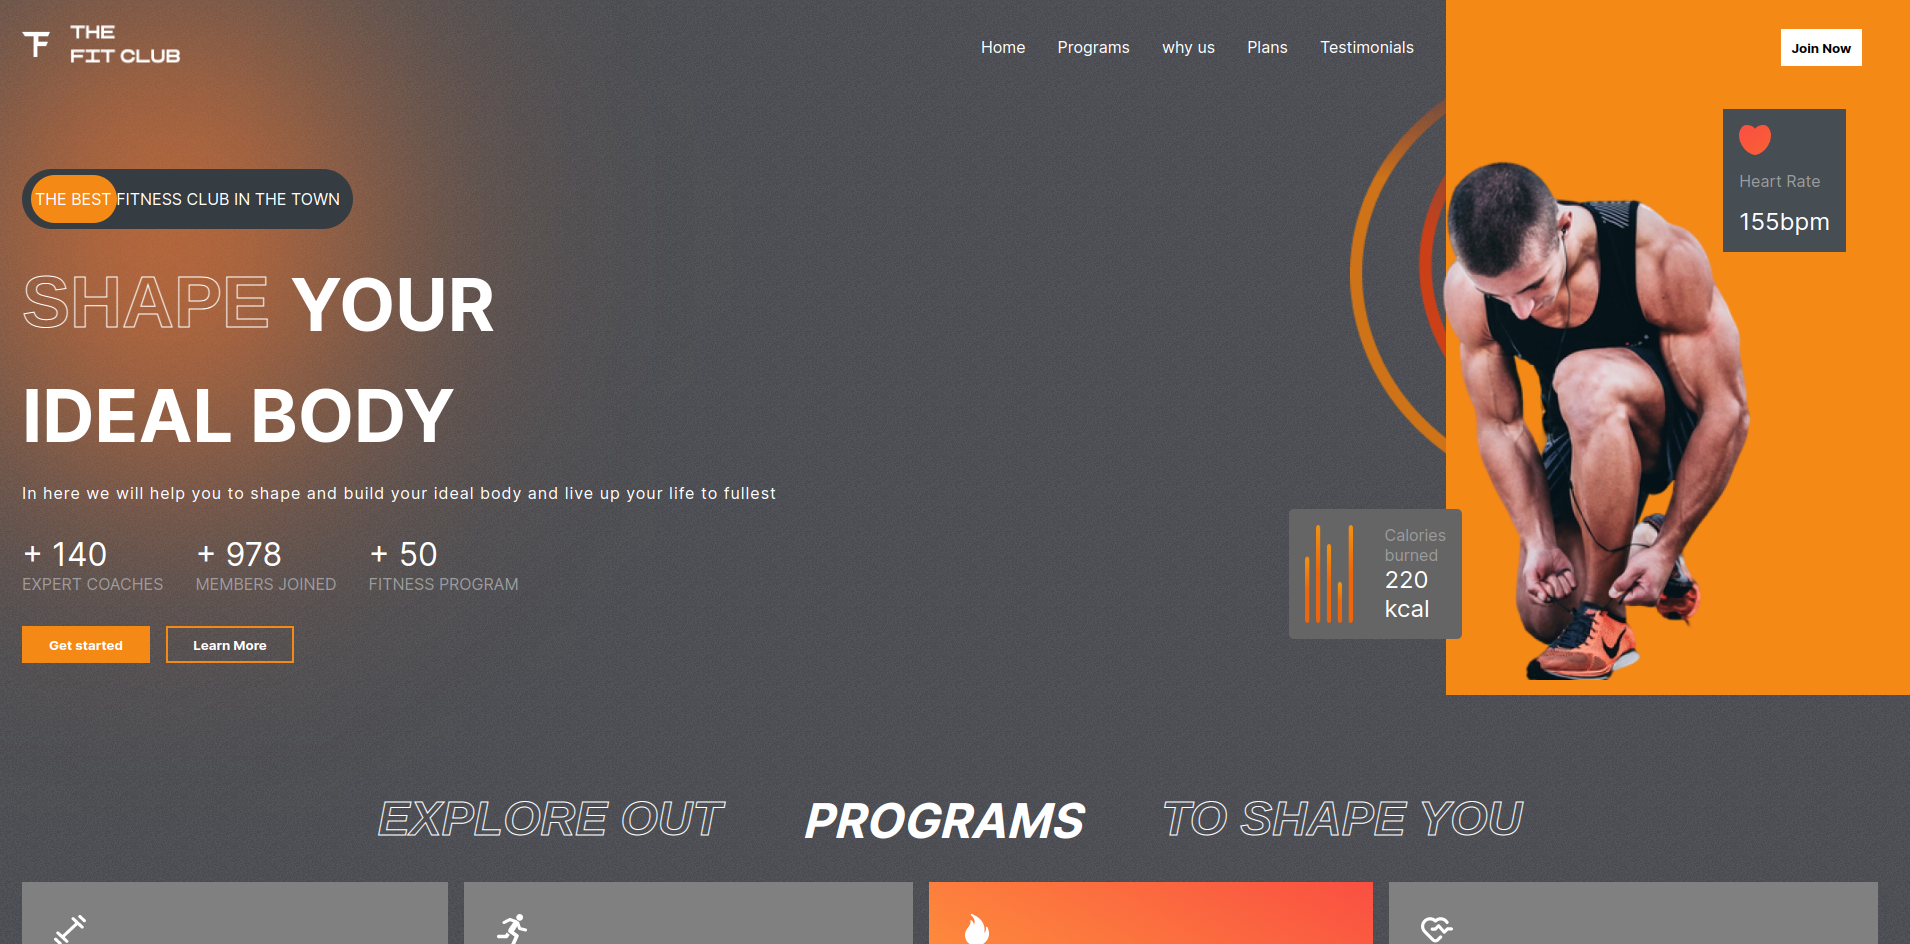 THE
FIT CLUB
Home Programs why us Plans Testimonials
Join Now
Heart Rate
155bpm
THE BEST FITNESS CLUB IN THE TOWN
SHAPE YOUR
IDEAL BODY
In here we will help you to shape and build your ideal body and live up your life to fullest
+ 140 + 978 + 50
EXPERT COACHES MEMBERS JOINED FITNESS PROGRAM
Get started Learn More
Calories
burned
220
kcal
EXPLORE OUT PROGRAMS TO SHAPE YOU